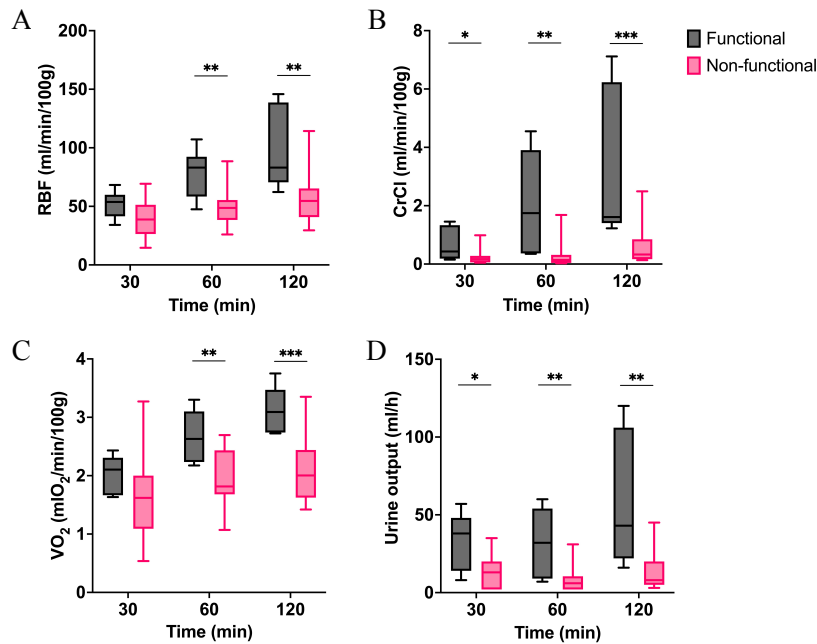 A
RBF (ml/min/100g)
200
150
100
50
0
**
**
30
60
120
Time (min)
B
CrCl (ml/min/100g)
8
6
4
2
0
*
**
***
30
60
120
Time (min)
Functional
Non-functional
C
VO2 (mlO2/min/100g)
4
3
2
1
0
**
***
30
60
120
Time (min)
D
Urine output (ml/h)
150
100
50
0
*
**
**
30
60
120
Time (min)